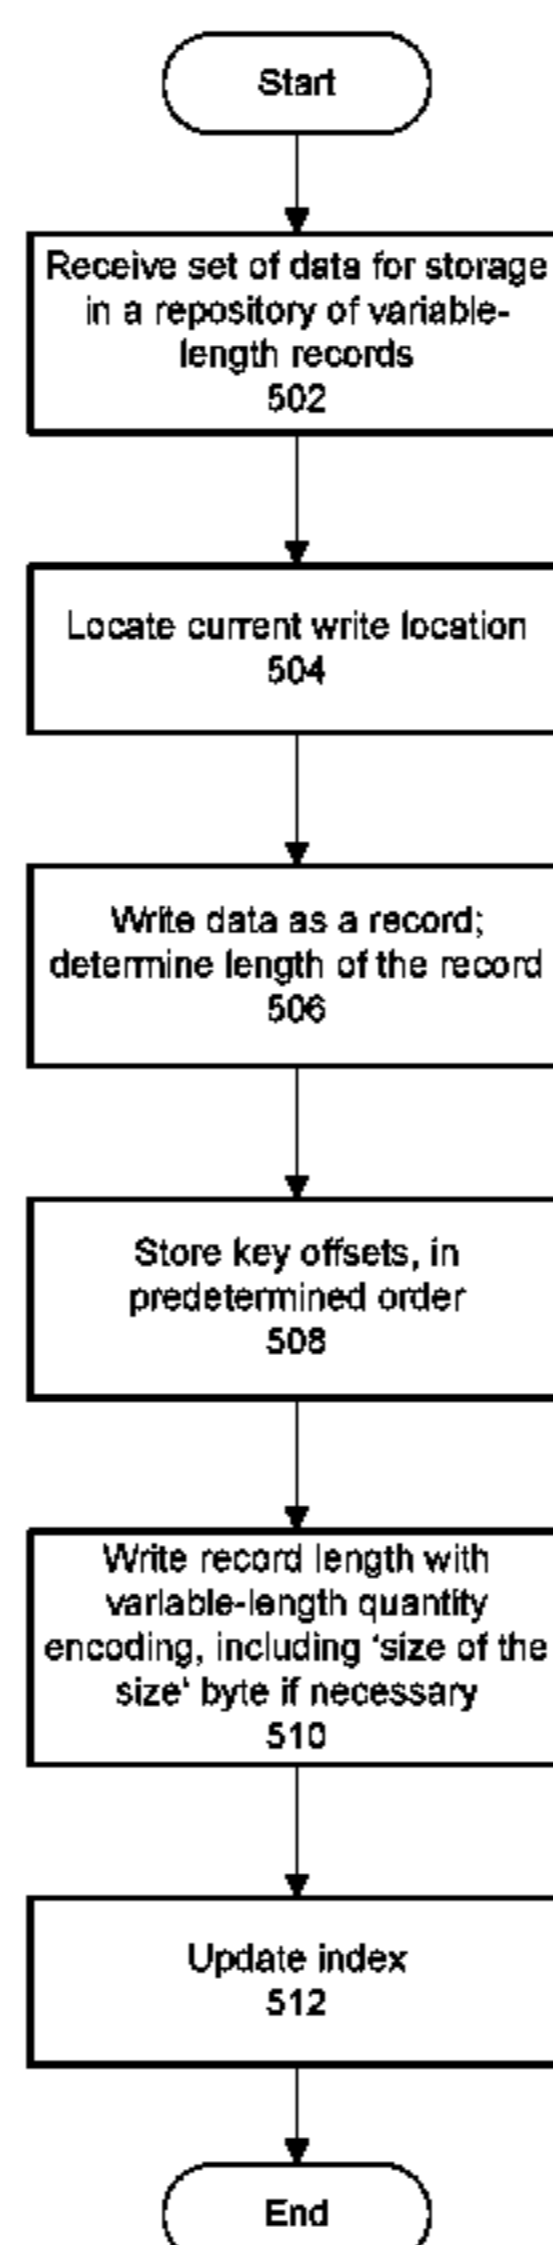 Start
Receive set of data for storage
in a repository of variable-
length records
502
Locate current write location
504
Write data as a record;
determine length of the record
506
Store key offsets, in
predetermined order
508
Write record length with
variable-length quantity
encoding, including 'size of the
size' byte if necessary
510
Update index
512
End